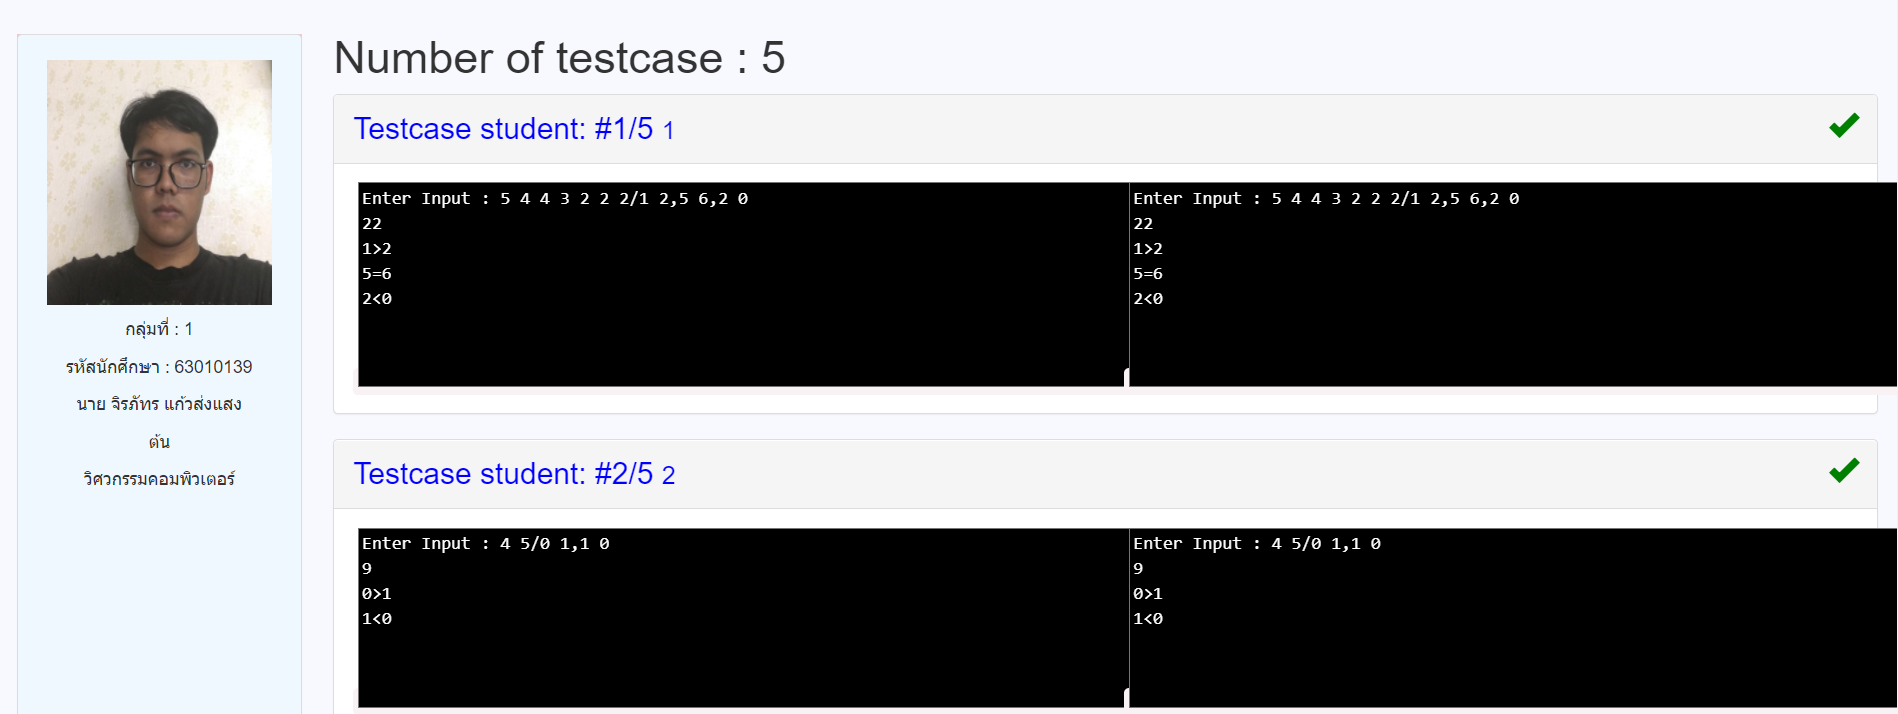 กลุ่มที่ : 1
รหัสนักศึกษา : 63010139
นาย จิรภัทร แก้วส่งแสง
ต้น
วิศวกรรมคอมพิวเตอร์
Number of testcase : 5
Testcase student: #1/5 1
Enter Input : 5 4 4 3 2 2 2/1 2,5 6,2 0
22
1>2
5=6
2<0
Enter Input : 5 4 4 3 2 2 2/1 2,5 6,2 0
22
1>2
5=6
2<0
Testcase student: #2/5 2
Enter Input : 4 5/0 1,1 0
9
0>1
1<0
Enter Input : 4 5/0 1,1 0
9
0>1
1<0